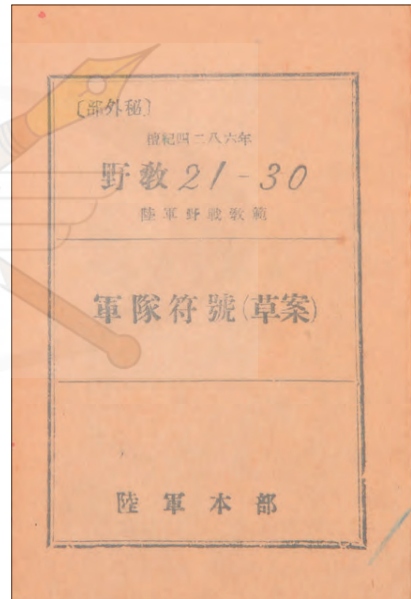 〔部外秘〕
檀紀四二八六年
野教21-30
陸軍野戰敎範
軍隊符號(草案)
陸軍本部